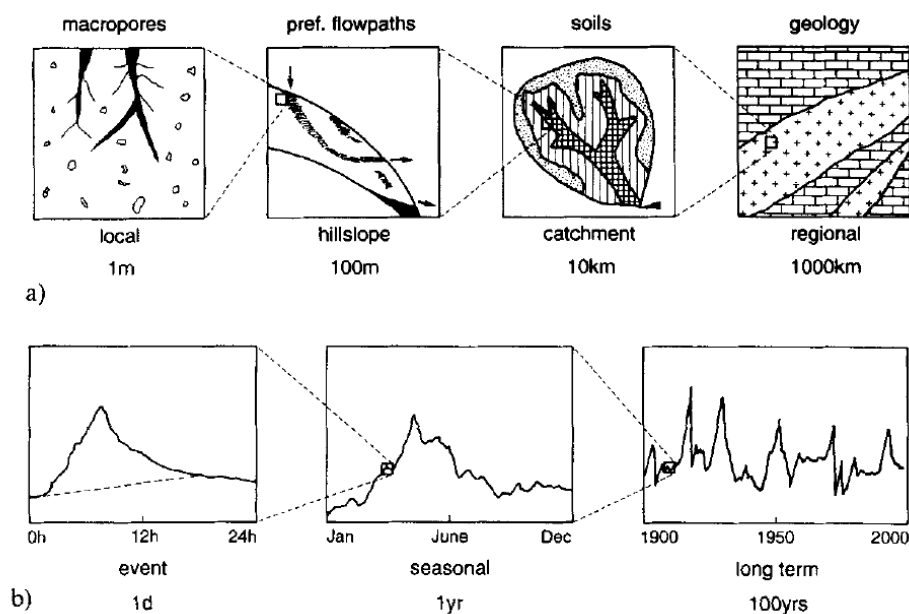 macropores pref. flowpaths soils geology
local hillslope catchment regional
1m 100m 10km 1000km
a)
0h 12h 24h Jan June Dec 1900 1950 2000
event seasonal long term
b) 1d 1yr 100yrs